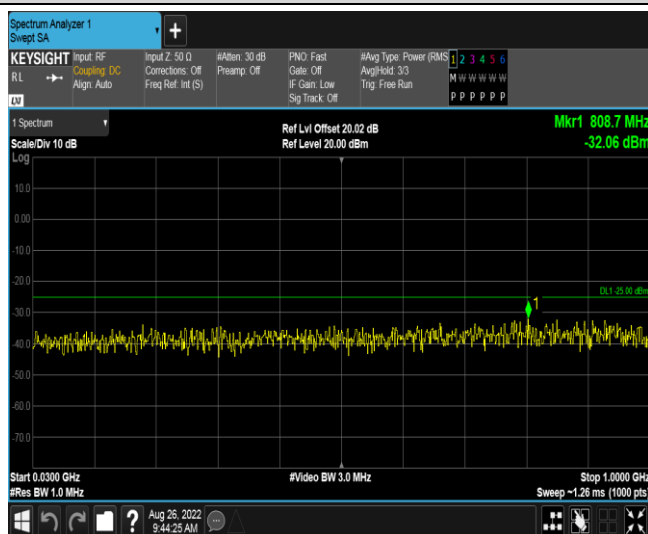 Spectrum Analyzer 1
Swept SA
KEYSIGHT
RL
LXI
Input: RF
Coupling: DC
Align: Auto
Input Z: 50 Ω
Corrections: Off
Freq Ref: Int (S)
#Atten: 30 dB
Preamp: Off
PNO: Fast
Gate: Off
IF Gain: Low
Sig Track: Off
#Avg Type: Power (RMS
Avg|Hold: 3/3
Trig: Free Run
1 2 3 4 5 6
M W W W W W
P P P P P P
1 Spectrum
Scale/Div 10 dB
Log
Ref Lvl Offset 20.02 dB
Ref Level 20.00 dBm
Mkr1 808.7 MHz
-32.06 dBm
10.0
0.00
-10.0
-20.0
-30.0
-40.0
-50.0
-60.0
-70.0
DL1 -25.00 dBm
1
Start 0.0300 GHz
#Res BW 1.0 MHz
#Video BW 3.0 MHz
Stop 1.0000 GHz
Sweep ~1.26 ms (1000 pts)
?
Aug 26, 2022
9:44:25 AM